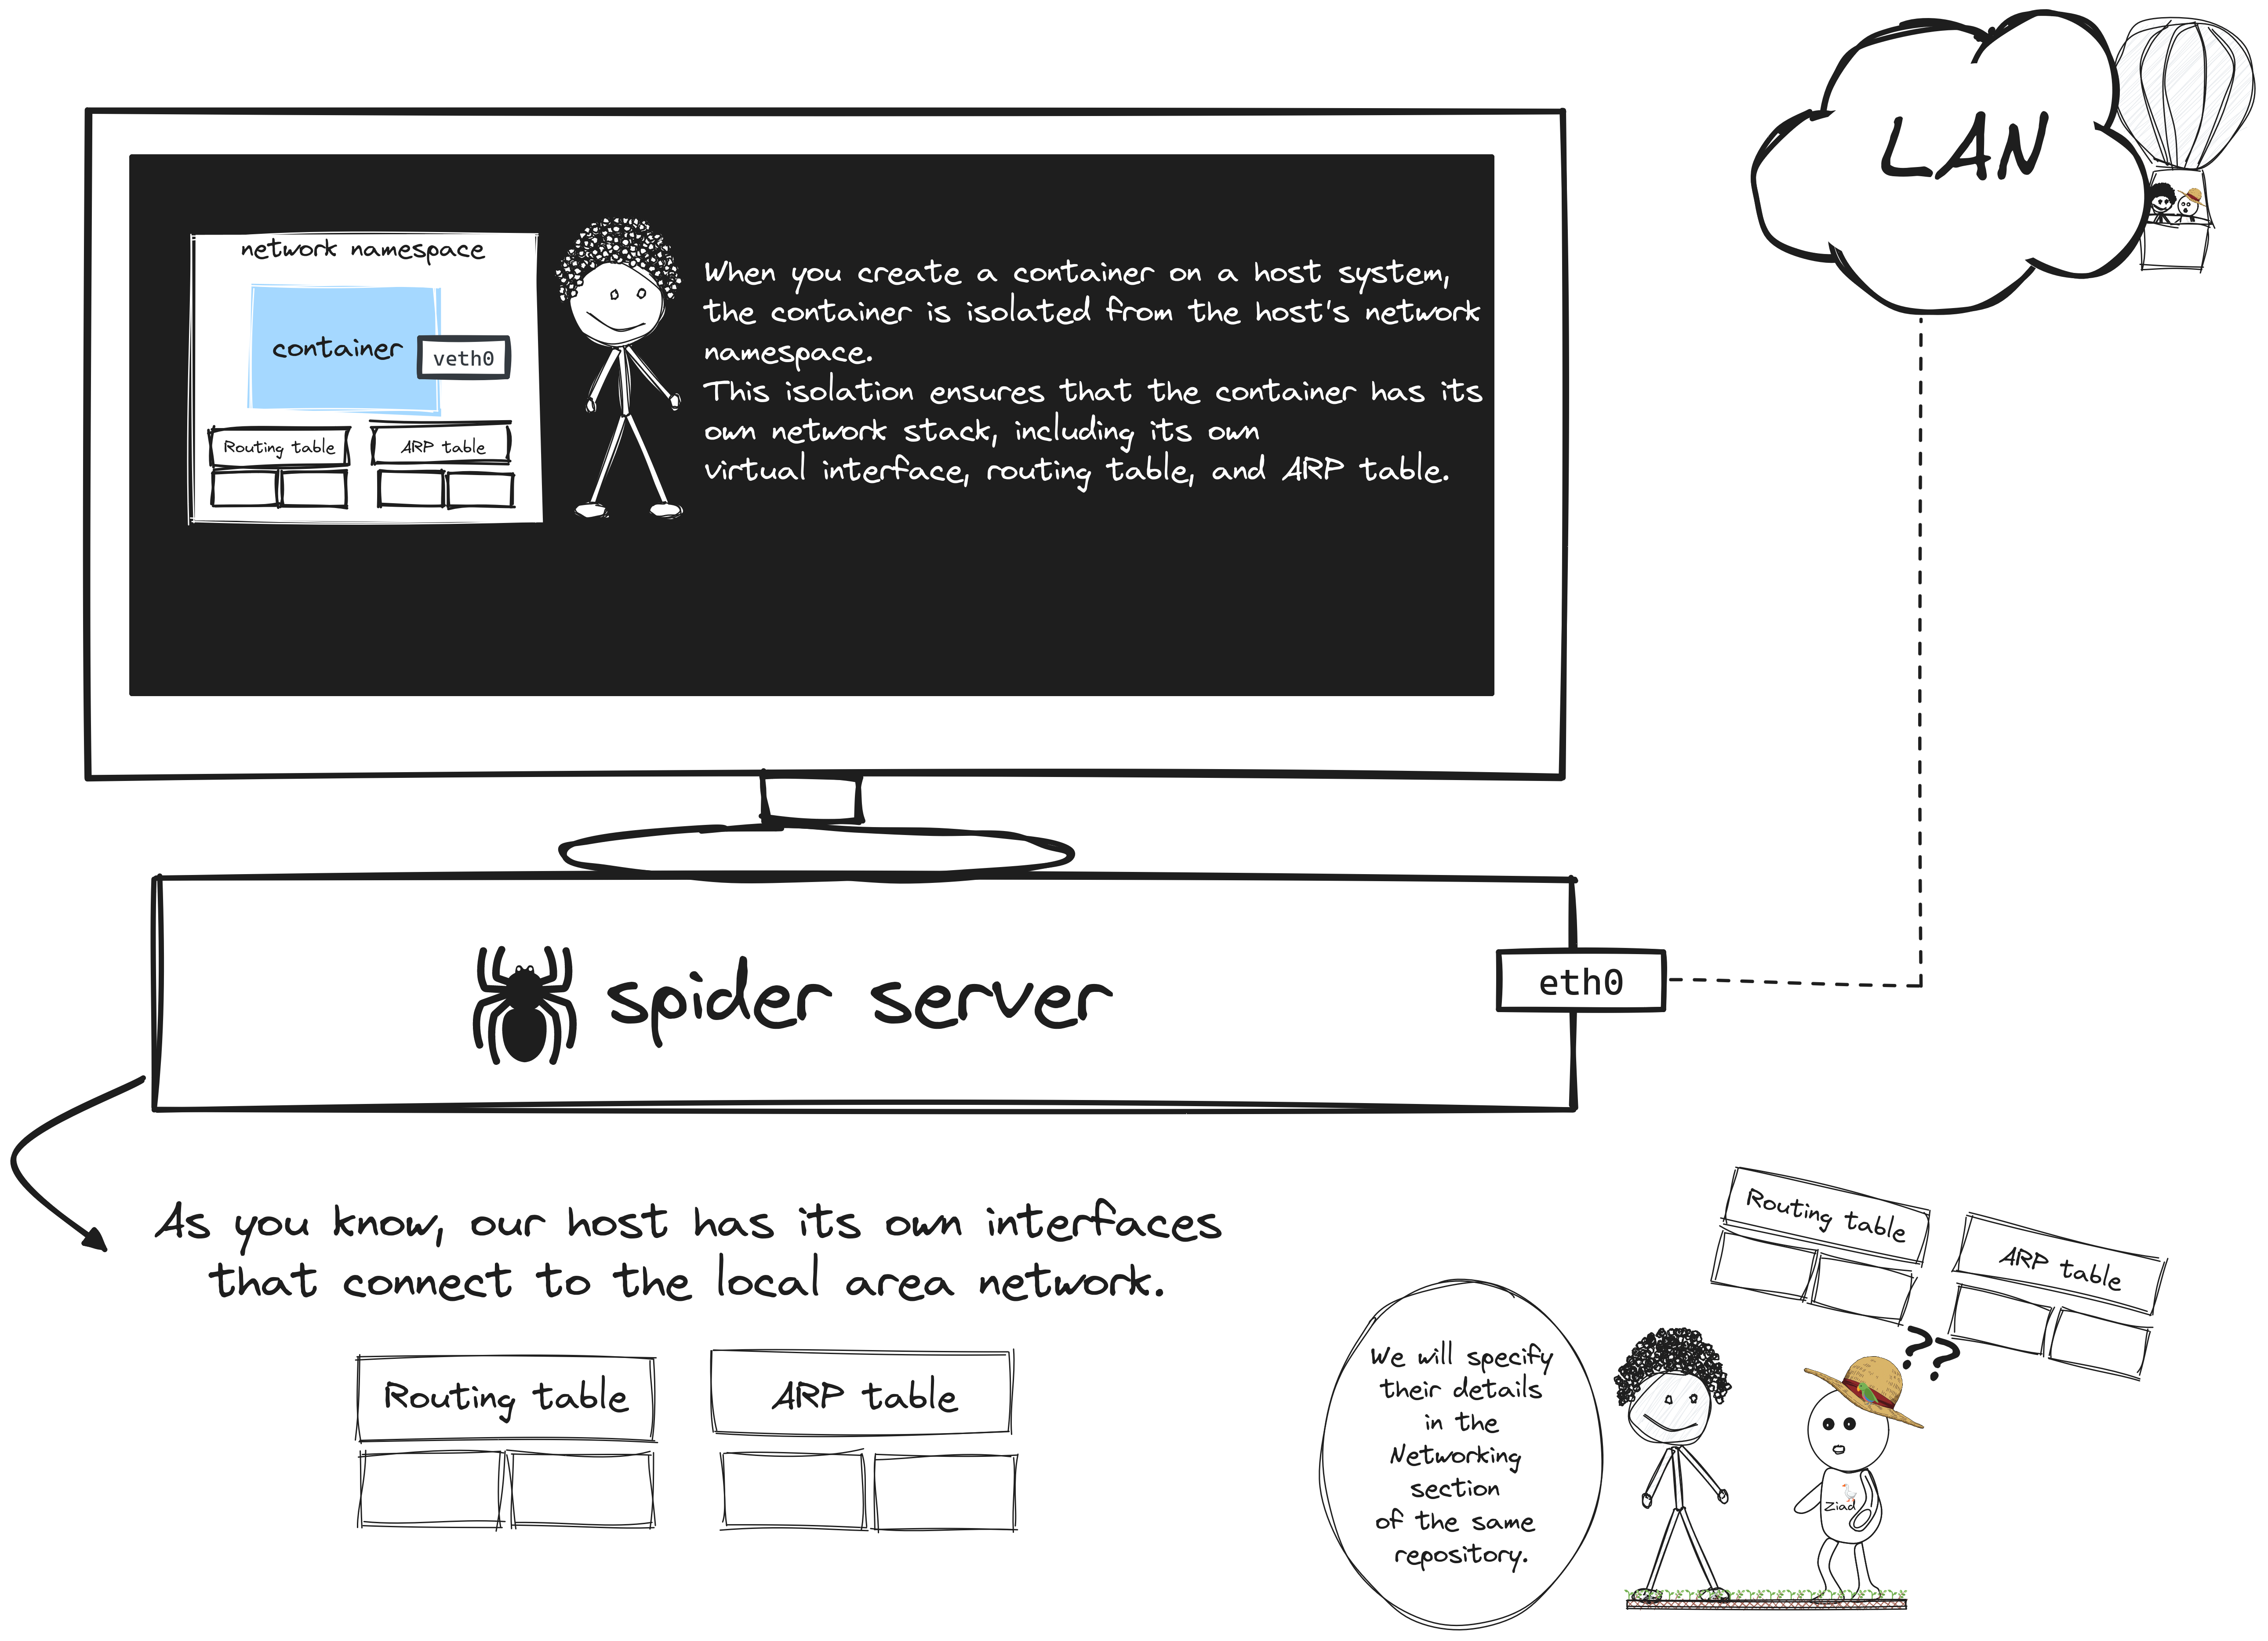 LAN
network namespace
container
veth0
Routing table
ARP table
When you create a container on a host system,
the container is isolated from the host's network
namespace.
This isolation ensures that the container has its
own network stack, including its own
virtual interface, routing table, and ARP table.
spider server
eth0
As you know, our host has its own interfaces
that connect to the local area network.
Routing table
ARP table
Routing table
ARP table
??
We will specify
their details
in the
Networking
section
of the same
repository.
Ziad